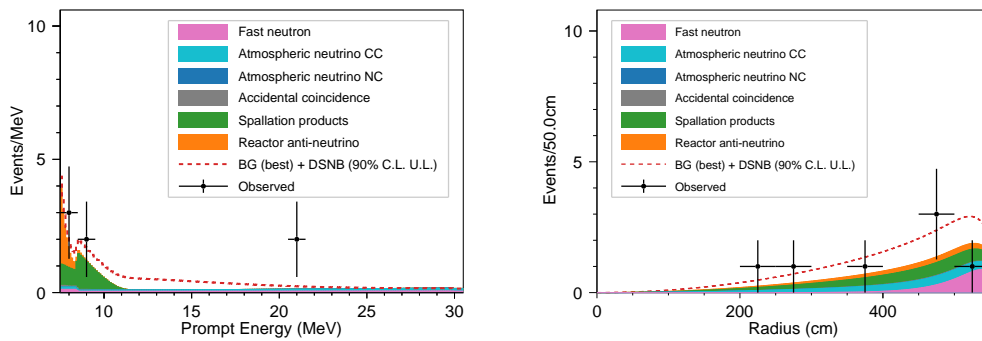 10
5
0
Events/MeV
Fast neutron
Atmospheric neutrino CC
Atmospheric neutrino NC
Accidental coincidence
Spallation products
Reactor anti-neutrino
BG (best) + DSNB (90% C.L. U.L.)
Observed
10 15 20 25 30
Prompt Energy (MeV)
10
5
0
Events/50.0cm
Fast neutron
Atmospheric neutrino CC
Atmospheric neutrino NC
Accidental coincidence
Spallation products
Reactor anti-neutrino
BG (best) + DSNB (90% C.L. U.L.)
Observed
0 200 400
Radius (cm)